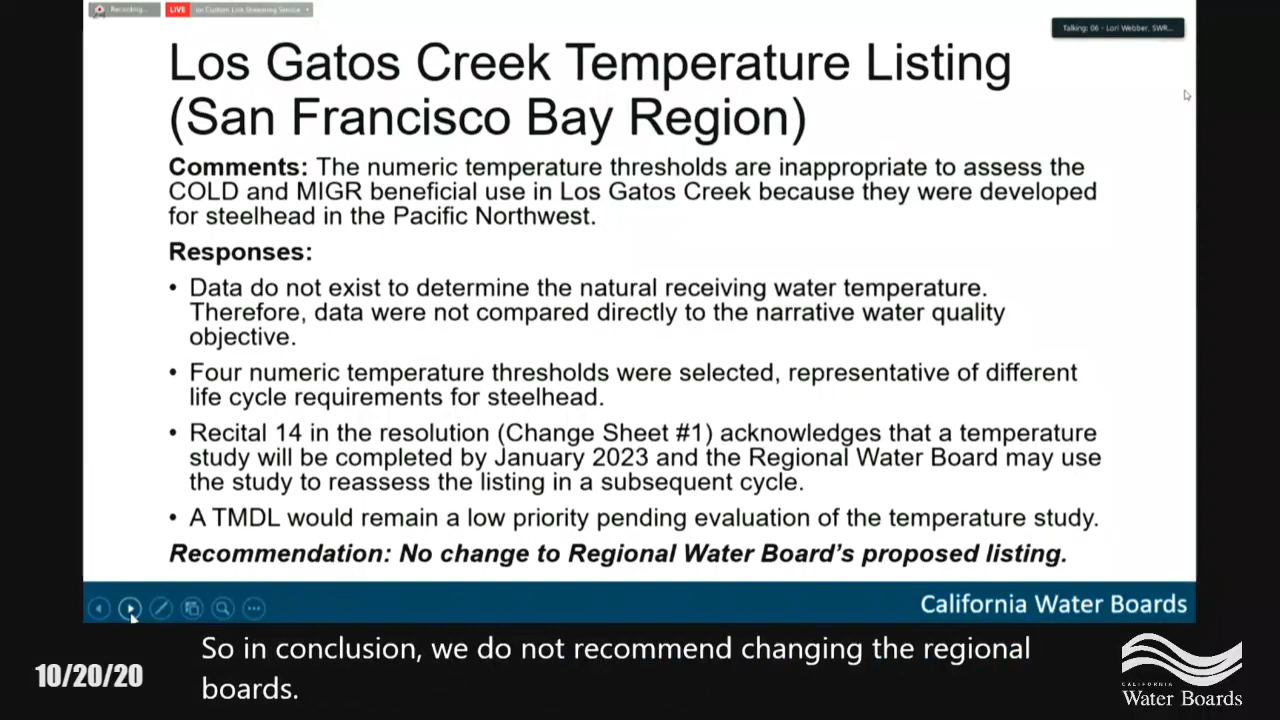 Recording...
LIVE on Custom Live Streaming Service
Talking: 06 - Lori Webber, SWR...
Los Gatos Creek Temperature Listing
(San Francisco Bay Region)
Comments: The numeric temperature thresholds are inappropriate to assess the
COLD and MIGR beneficial use in Los Gatos Creek because they were developed
for steelhead in the Pacific Northwest.
Responses:
• Data do not exist to determine the natural receiving water temperature.
Therefore, data were not compared directly to the narrative water quality
objective.
• Four numeric temperature thresholds were selected, representative of different
life cycle requirements for steelhead.
• Recital 14 in the resolution (Change Sheet #1) acknowledges that a temperature
study will be completed by January 2023 and the Regional Water Board may use
the study to reassess the listing in a subsequent cycle.
• A TMDL would remain a low priority pending evaluation of the temperature study.
Recommendation: No change to Regional Water Board's proposed listing.
California Water Boards
So in conclusion, we do not recommend changing the regional
boards.
10/20/20
CALIFORNIA
Water Boards